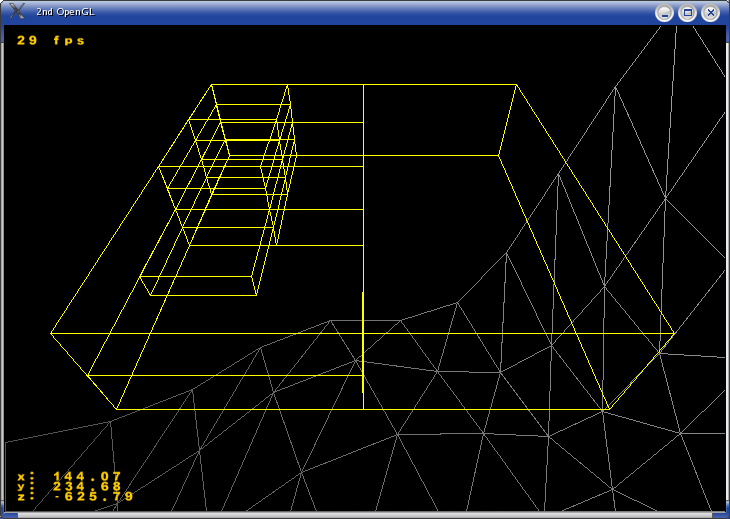 2nd OpenGL
29 fps
x: 144.07
y: 234.68
z: -625.79